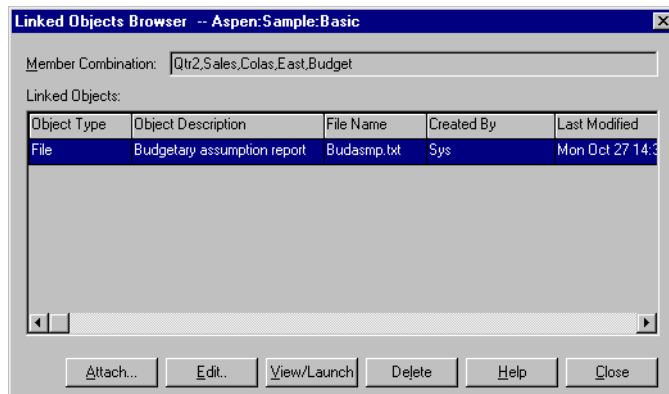 Linked Objects Browser -- Aspen:Sample:Basic
Member Combination: Qtr2,Sales,Colas,East,Budget
Linked Objects:
Object Type Object Description File Name Created By Last Modified
File Budgetary assumption report Budasmp.txt Sys Mon Oct 27 14:3
Attach... Edit.. View/Launch Delete Help Close